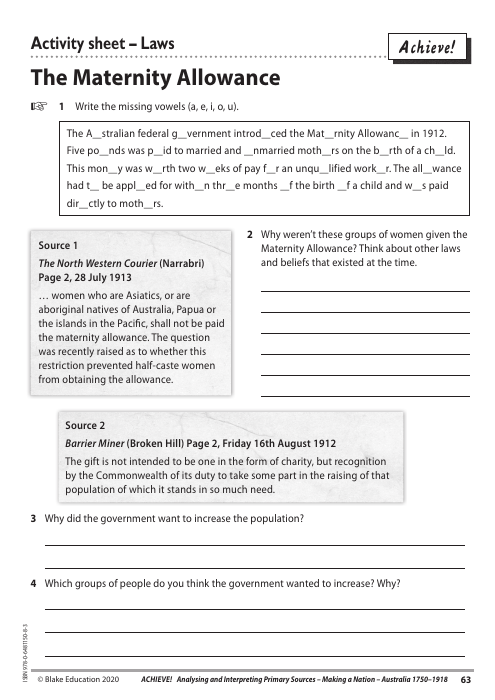 Activity sheet – Laws
Achieve!
The Maternity Allowance
1 Write the missing vowels (a, e, i, o, u).
The A__stralian federal g__vernment introd__ced the Mat__rnity Allowanc__ in 1912.
Five po__nds was p__id to married and __nmarried moth__rs on the b__rth of a ch__ld.
This mon__y was w__rth two w__eks of pay f__r an unqu__lified work__r. The all__wance
had t__ be appl__ed for with__n thr__e months __f the birth __f a child and w__s paid
dir__ctly to moth__rs.
Source 1
The North Western Courier (Narrabri)
Page 2, 28 July 1913
… women who are Asiatics, or are
aboriginal natives of Australia, Papua or
the islands in the Pacific, shall not be paid
the maternity allowance. The question
was recently raised as to whether this
restriction prevented half-caste women
from obtaining the allowance.
2 Why weren't these groups of women given the
Maternity Allowance? Think about other laws
and beliefs that existed at the time.
Source 2
Barrier Miner (Broken Hill) Page 2, Friday 16th August 1912
The gift is not intended to be one in the form of charity, but recognition
by the Commonwealth of its duty to take some part in the raising of that
population of which it stands in so much need.
3 Why did the government want to increase the population?
4 Which groups of people do you think the government wanted to increase? Why?
© Blake Education 2020
ACHIEVE! Analysing and Interpreting Primary Sources – Making a Nation – Australia 1750–1918
63